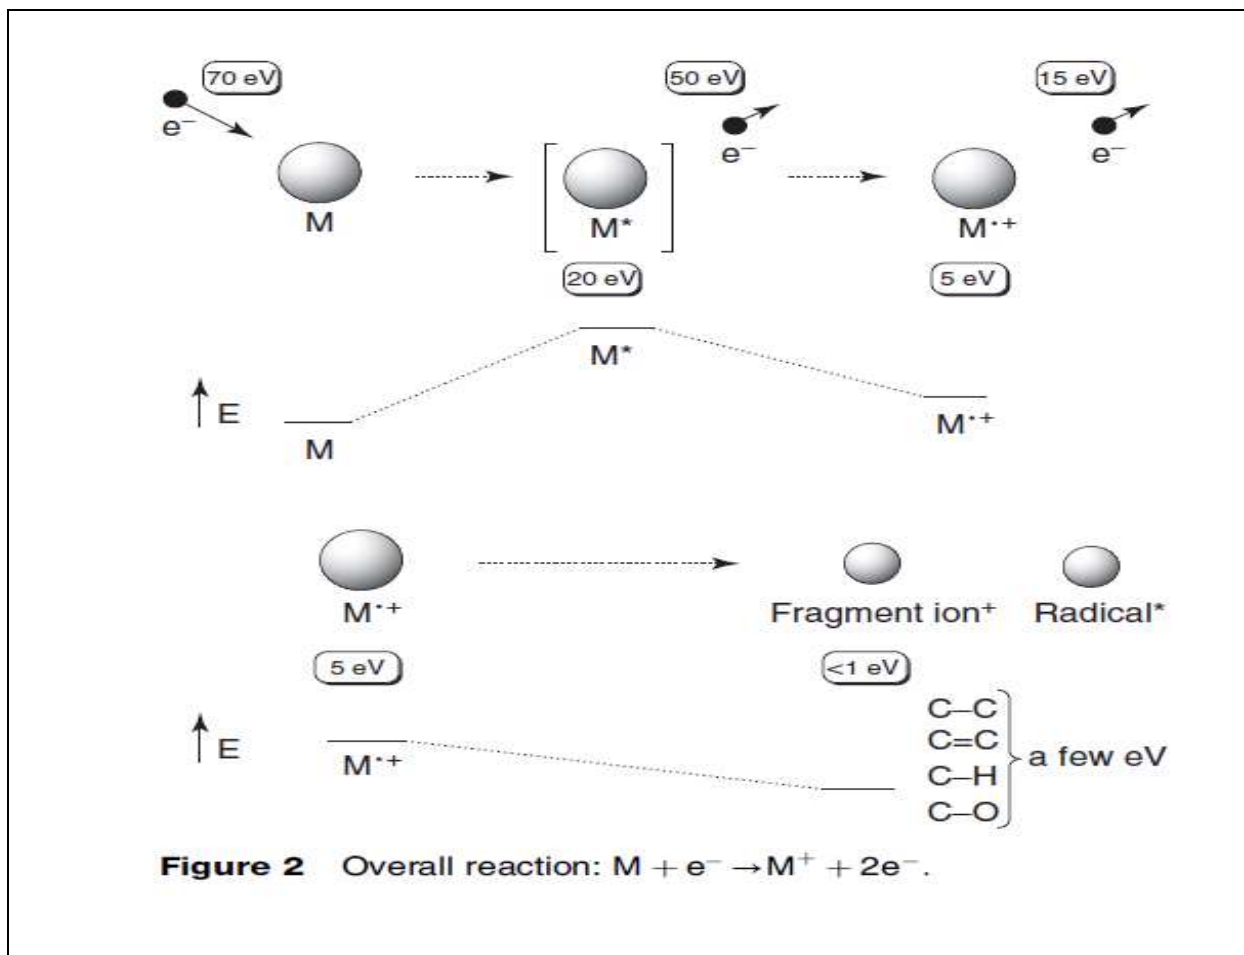 70 eV
50 eV
15 eV
e⁻
e⁻
e⁻
M
M*
M·⁺
20 eV
5 eV
M*
E
M
M·⁺
M·⁺
Fragment ion⁺
Radical*
5 eV
<1 eV
C–C
C=C
C–H
C–O
a few eV
E
M·⁺
Figure 2 Overall reaction: M + e⁻ →M⁺ + 2e⁻.